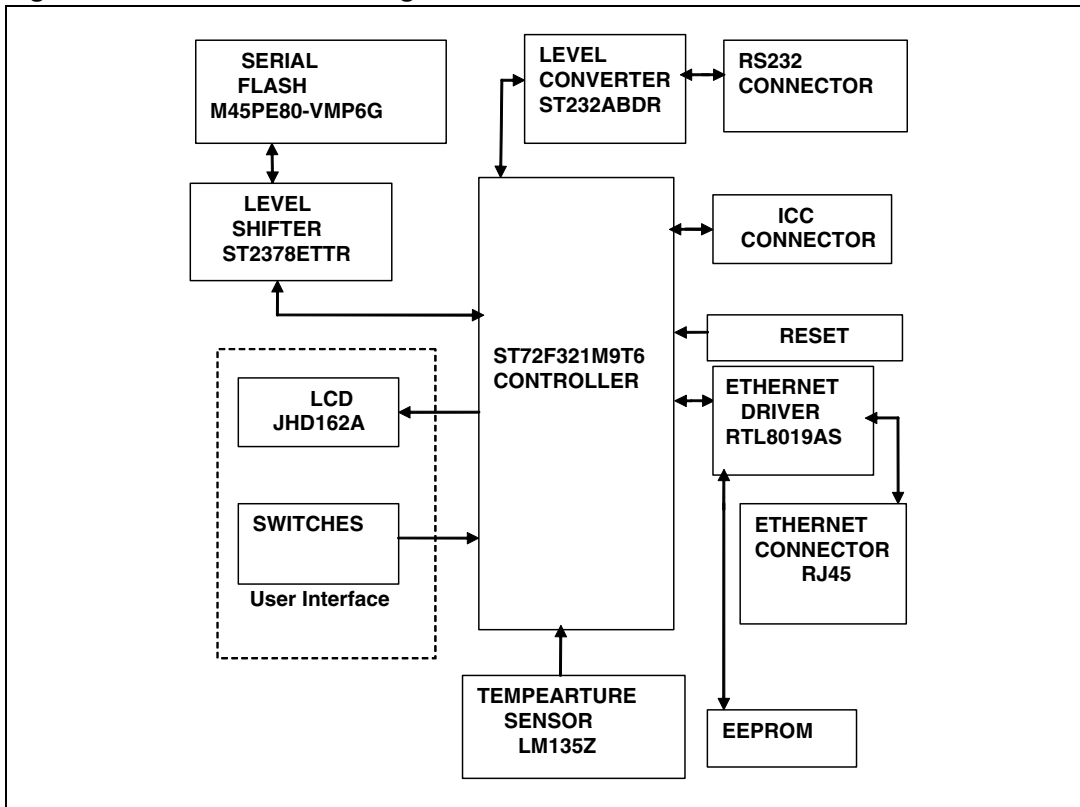 SERIAL
FLASH
M45PE80-VMP6G
LEVEL
CONVERTER
ST232ABDR
RS232
CONNECTOR
LEVEL
SHIFTER
ST2378ETTR
ICC
CONNECTOR
RESET
ST72F321M9T6
CONTROLLER
ETHERNET
DRIVER
RTL8019AS
LCD
JHD162A
SWITCHES
User Interface
ETHERNET
CONNECTOR
RJ45
TEMPEARTURE
SENSOR
LM135Z
EEPROM